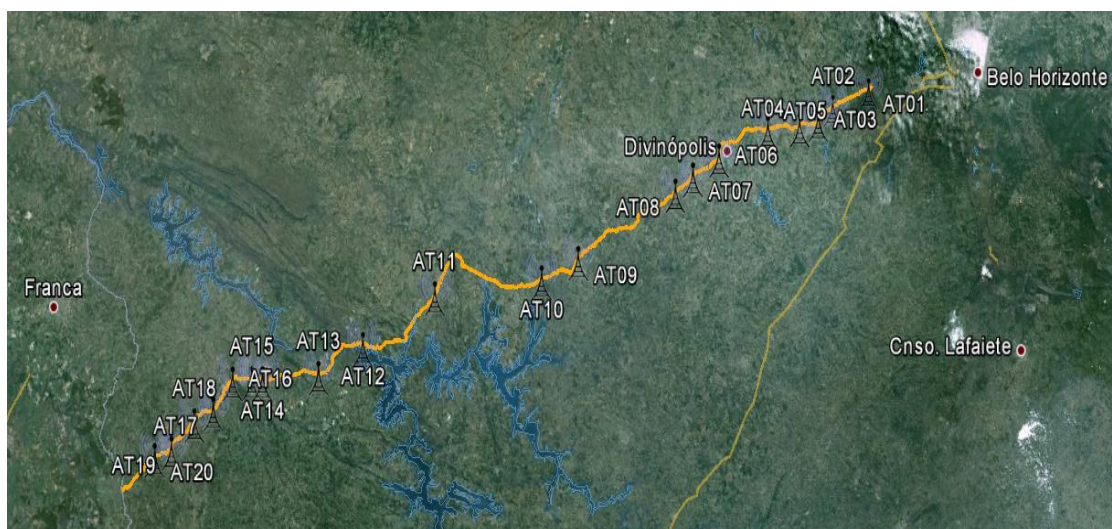 AT02
Belo Horizonte
AT04
AT05
AT01
AT03
Divinópolis
AT06
AT07
AT08
AT11
AT09
AT10
Franca
AT13
Cnso. Lafaiete
AT15
AT12
AT16
AT18
AT14
AT17
AT19
AT20